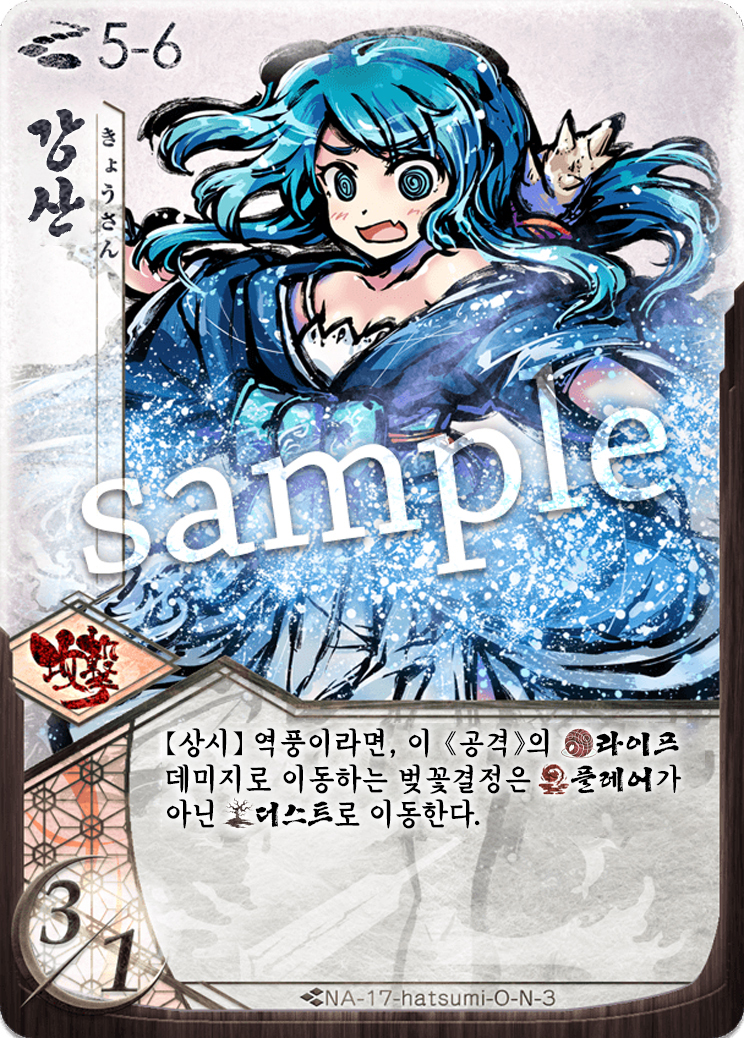 5-6
강산
きょうさん
sample
攻撃
【상시】 역풍이라면, 이 《공격》의 라이프
데미지로 이동하는 벚꽃결정은 플레어가
아닌 더스트로 이동한다.
3/1
NA-17-hatsumi-O-N-3